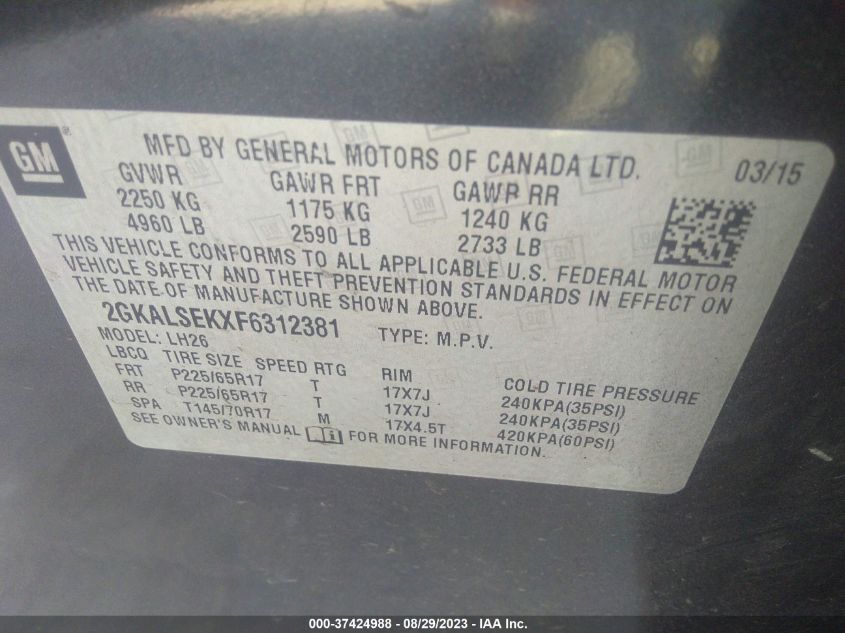 GM
MFD BY GENERAL MOTORS OF CANADA LTD. 03/15
GVWR GAWR FRT GAWR RR
2250 KG 1175 KG 1240 KG
4960 LB 2590 LB 2733 LB
THIS VEHICLE CONFORMS TO ALL APPLICABLE U.S. FEDERAL MOTOR
VEHICLE SAFETY AND THEFT PREVENTION STANDARDS IN EFFECT ON
THE DATE OF MANUFACTURE SHOWN ABOVE.
2GKALSEKXF6312381 TYPE: M.P.V.
MODEL: LH26
LBCQ TIRE SIZE SPEED RTG RIM COLD TIRE PRESSURE
FRT P225/65R17 T 17X7J 240KPA(35PSI)
RR P225/65R17 T 17X7J 240KPA(35PSI)
SPA T145/70R17 M 17X4.5T 420KPA(60PSI)
SEE OWNER'S MANUAL FOR MORE INFORMATION.
000-37424988 - 08/29/2023 - IAA Inc.